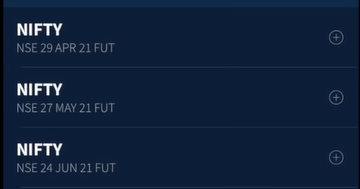 NIFTY
NSE 29 APR 21 FUT
NIFTY
NSE 27 MAY 21 FUT
NIFTY
NSE 24 JUN 21 FUT